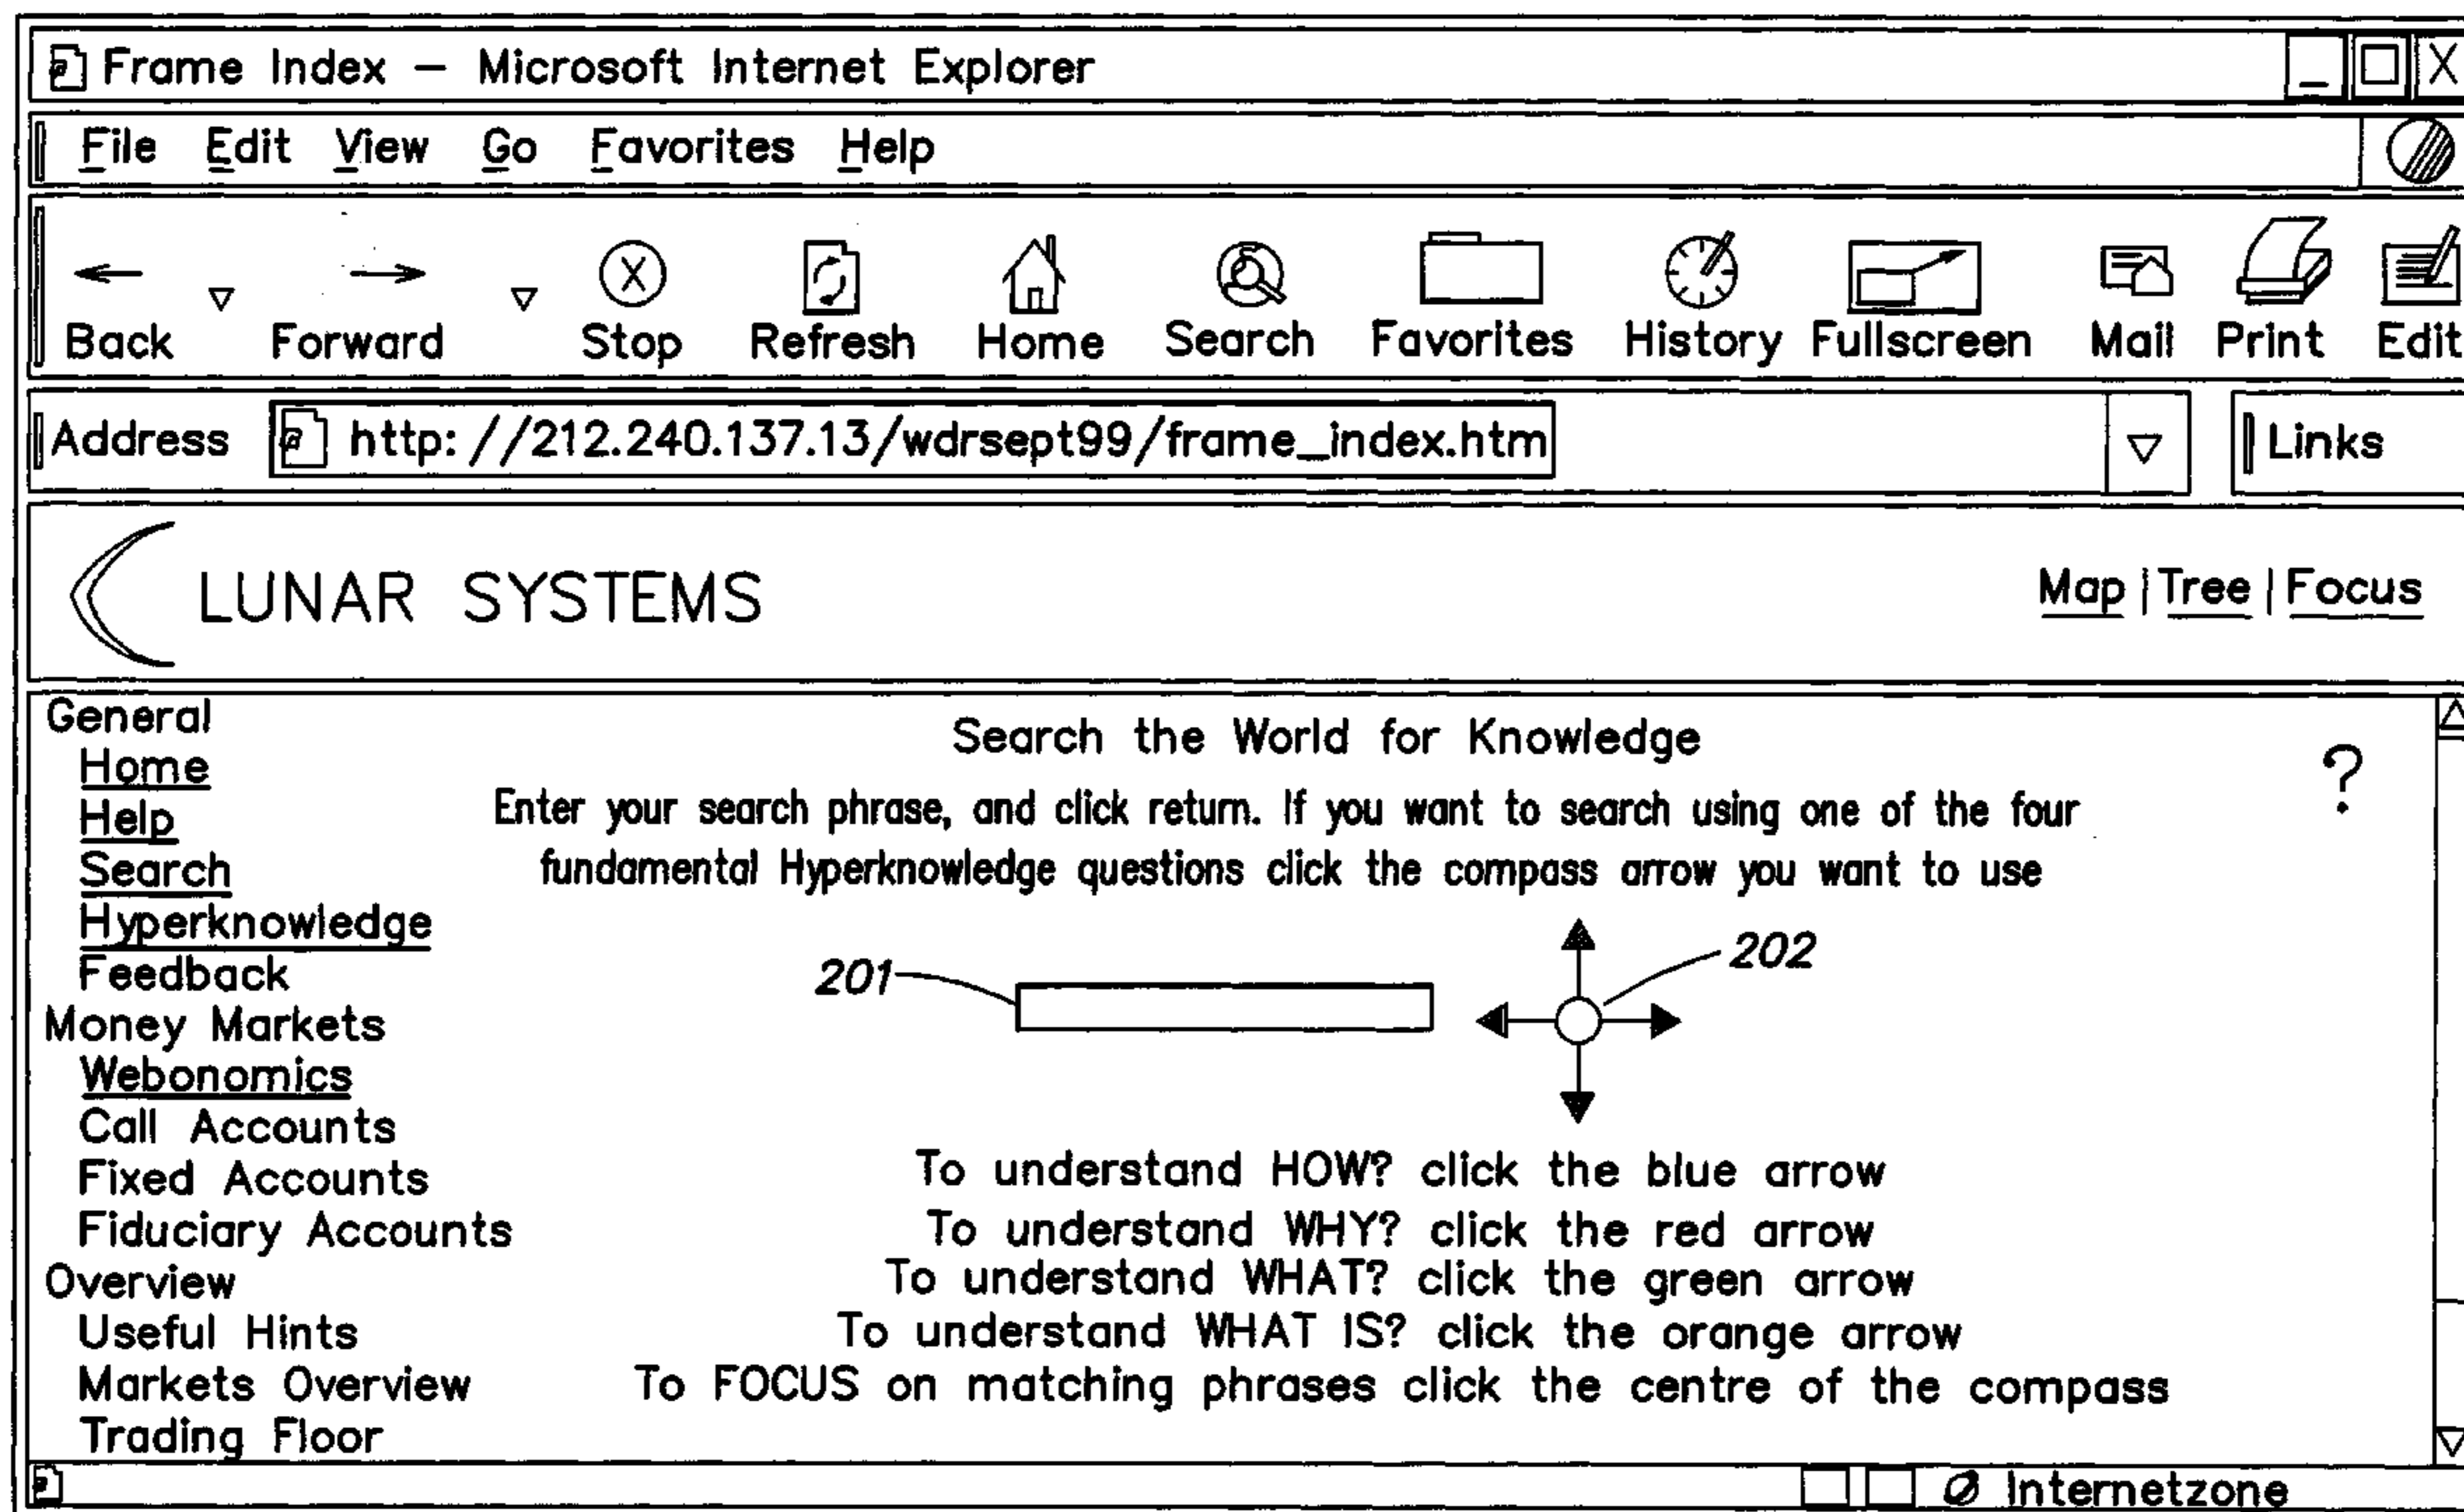 Frame Index – Microsoft Internet Explorer
File Edit View Go Favorites Help
Back Forward Stop Refresh Home Search Favorites History Fullscreen Mail Print Edit
Address http: //212.240.137.13/wdrsept99/frame_index.htm Links
LUNAR SYSTEMS Map | Tree | Focus
General
Home
Help
Search
Hyperknowledge
Feedback
Money Markets
Webonomics
Call Accounts
Fixed Accounts
Fiduciary Accounts
Overview
Useful Hints
Markets Overview
Trading Floor
Search the World for Knowledge
?
Enter your search phrase, and click return. If you want to search using one of the four
fundamental Hyperknowledge questions click the compass arrow you want to use
201 202
To understand HOW? click the blue arrow
To understand WHY? click the red arrow
To understand WHAT? click the green arrow
To understand WHAT IS? click the orange arrow
To FOCUS on matching phrases click the centre of the compass
Internetzone